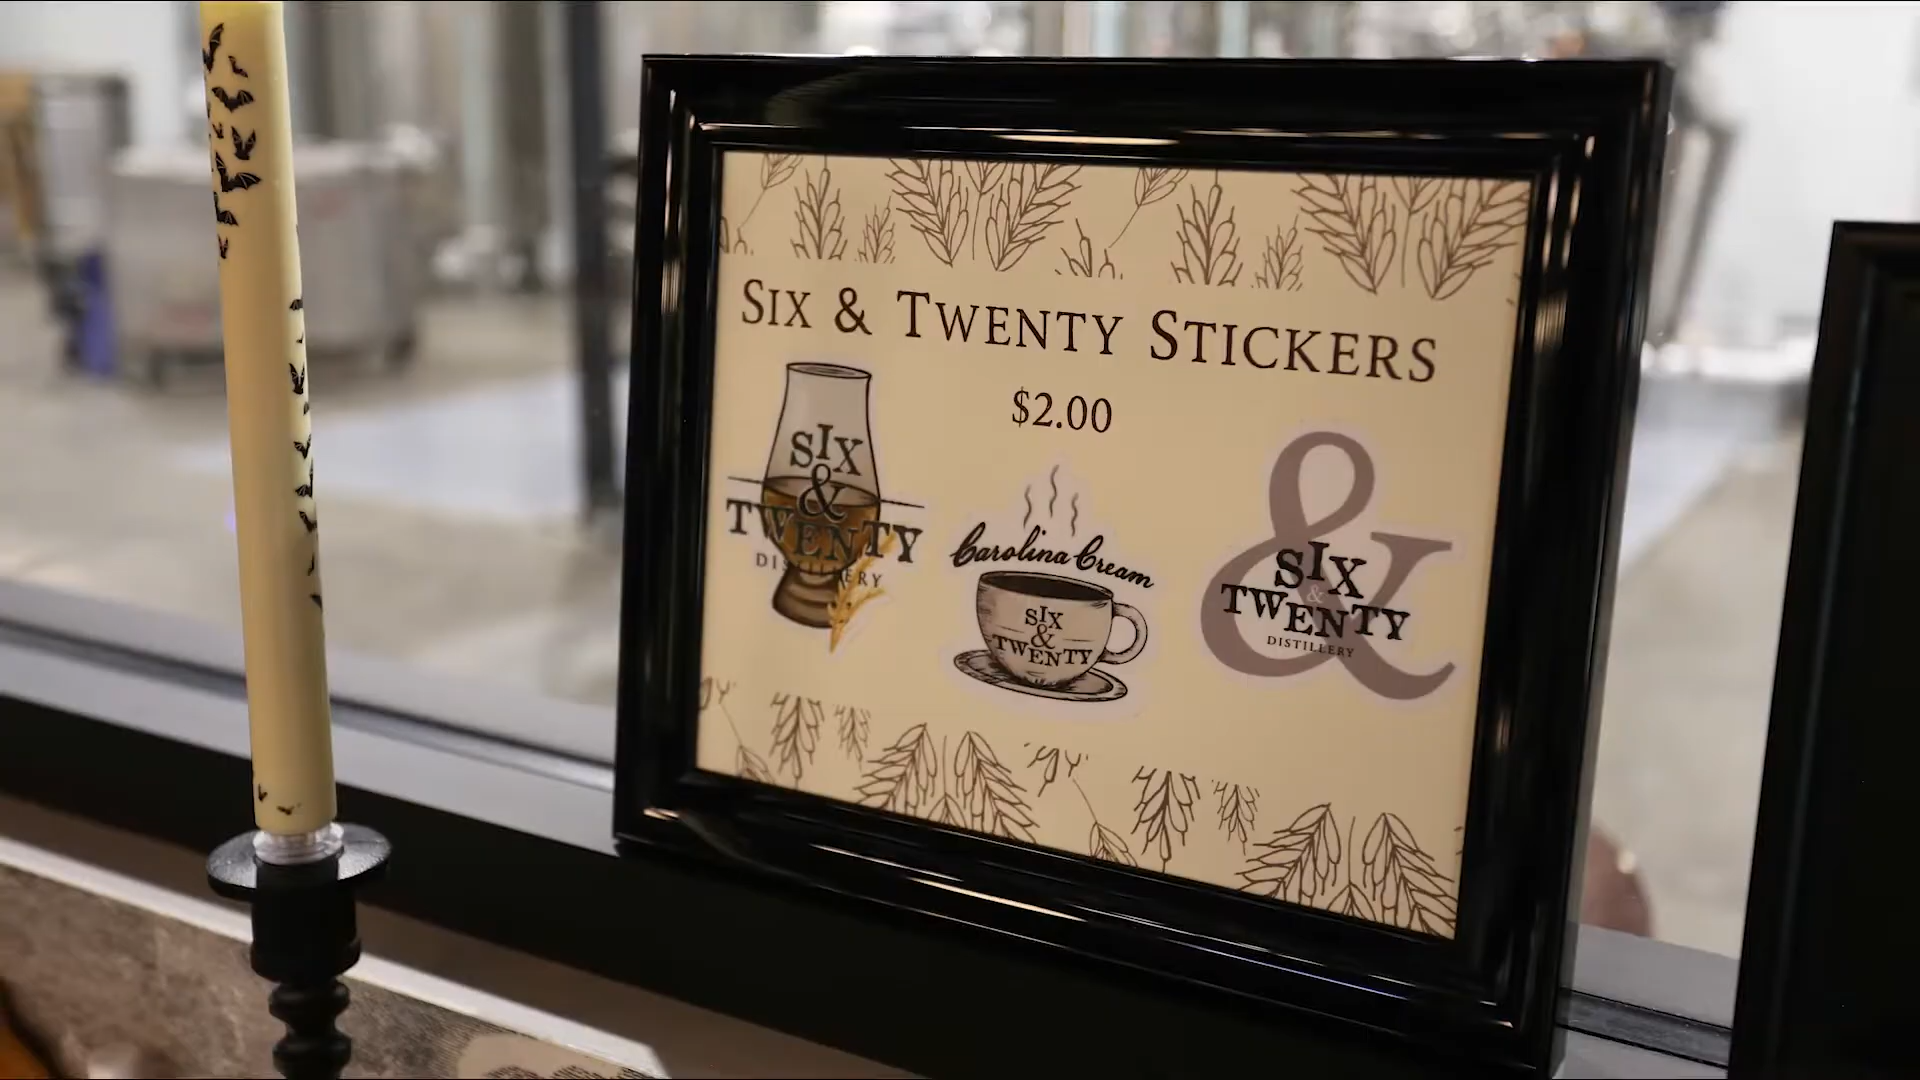 SIX & TWENTY STICKERS
$2.00
SIX
&
TWENTY
DISTILLERY
Carolina Cream
SIX
&
TWENTY
&
SIX
&
TWENTY
DISTILLERY